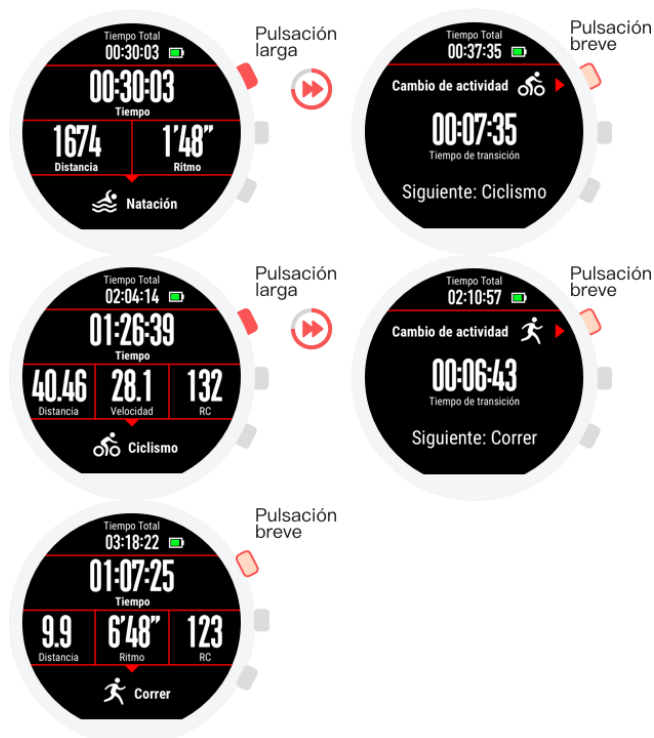 Tiempo Total
00:30:03
00:30:03
Tiempo
1674
Distancia
1'48”
Ritmo
Natación
Pulsación
larga
Tiempo Total
00:37:35
Cambio de actividad
00:07:35
Tiempo de transición
Siguiente: Ciclismo
Pulsación
breve
Tiempo Total
02:04:14
01:26:39
Tiempo
40.46
Distancia
28.1
Velocidad
132
RC
Ciclismo
Pulsación
larga
Tiempo Total
02:10:57
Cambio de actividad
00:06:43
Tiempo de transición
Siguiente: Correr
Pulsación
breve
Tiempo Total
03:18:22
01:07:25
Tiempo
9.9
Distancia
6'48”
Ritmo
123
RC
Correr
Pulsación
breve